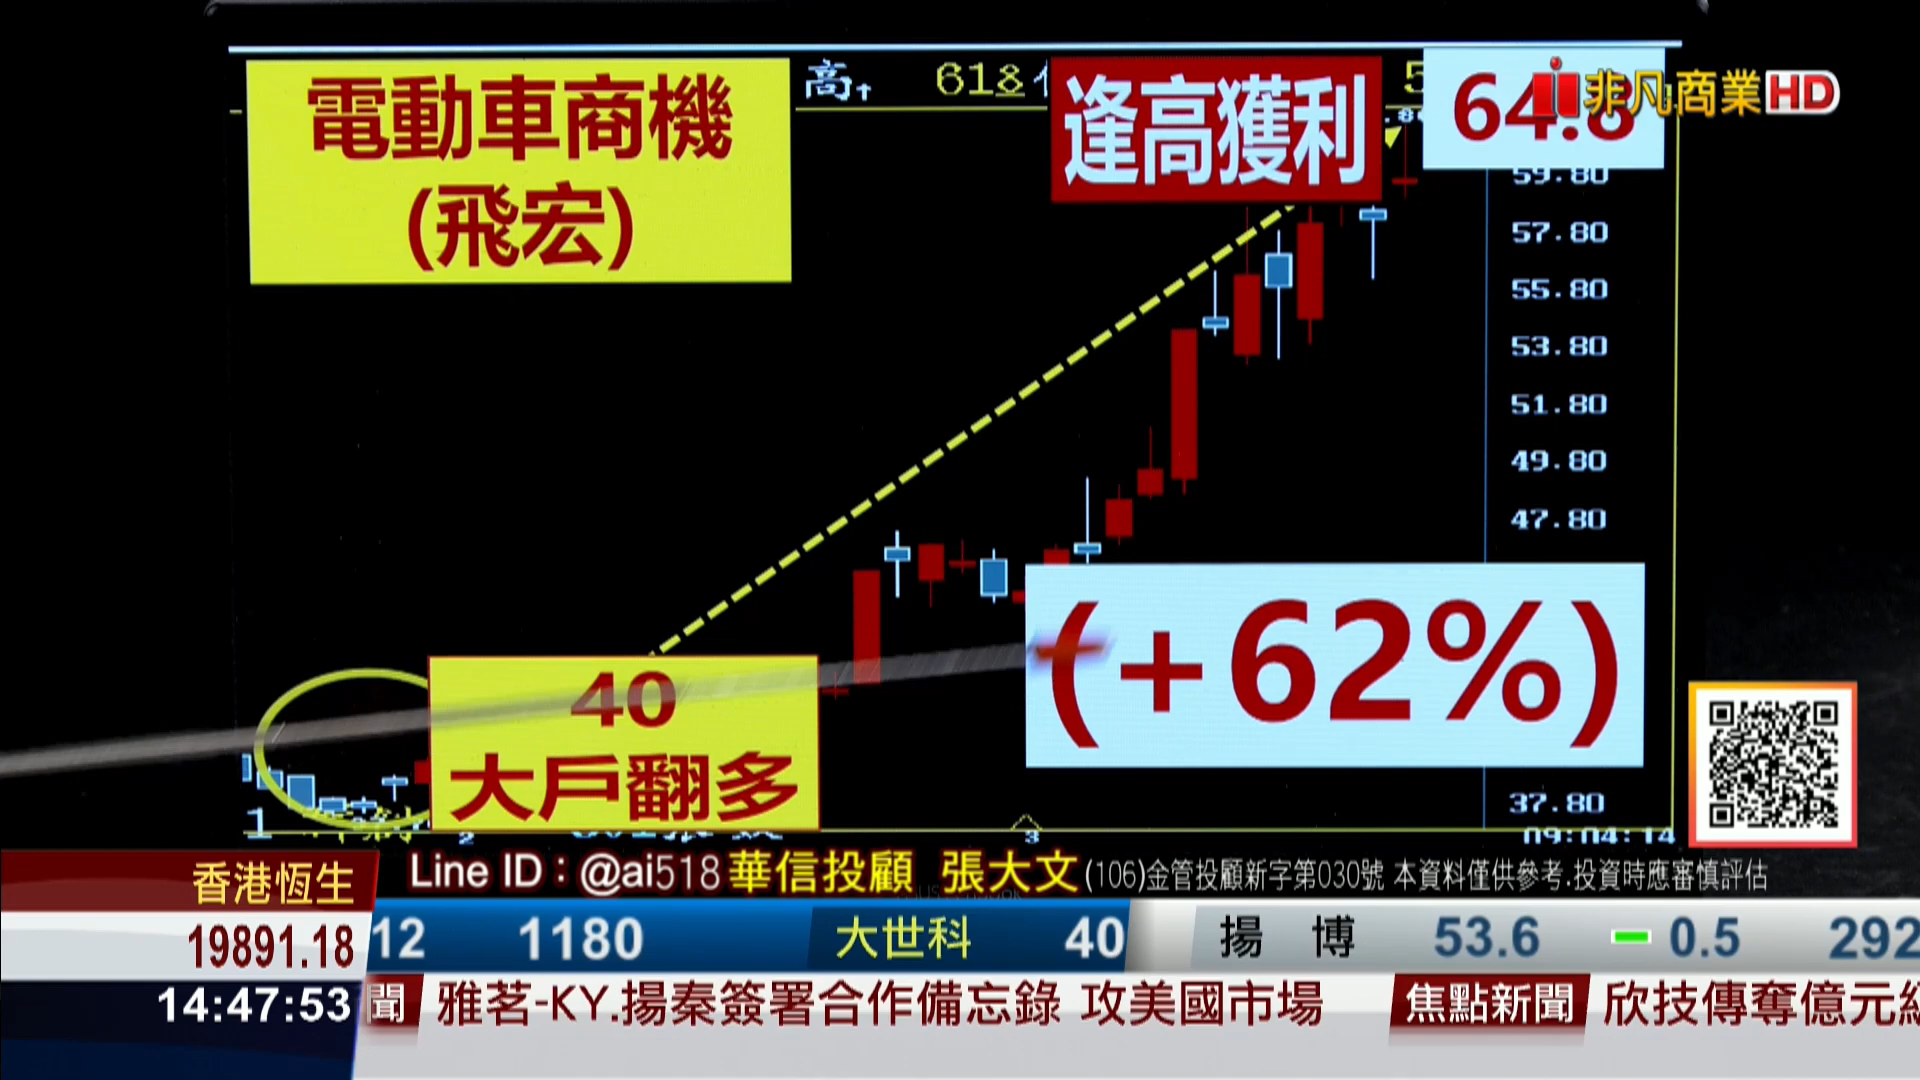 電動車商機
(飛宏)
高↑
618
逢高獲利
64.8
非凡商業HD
59.80
57.80
55.80
53.80
51.80
49.80
47.80
(+62%)
40
大戶翻多
37.80
1
2
3
09:04:14
Line ID：@ai518 華信投顧 張大文 (106)金管投顧新字第030號 本資料僅供參考.投資時應審慎評估
香港恆生
19891.18
14:47:53
12 1180 大世科 40 揚博 53.6 0.5 292
聞 雅茗-KY.揚秦簽署合作備忘錄 攻美國市場 焦點新聞 欣技傳奪億元